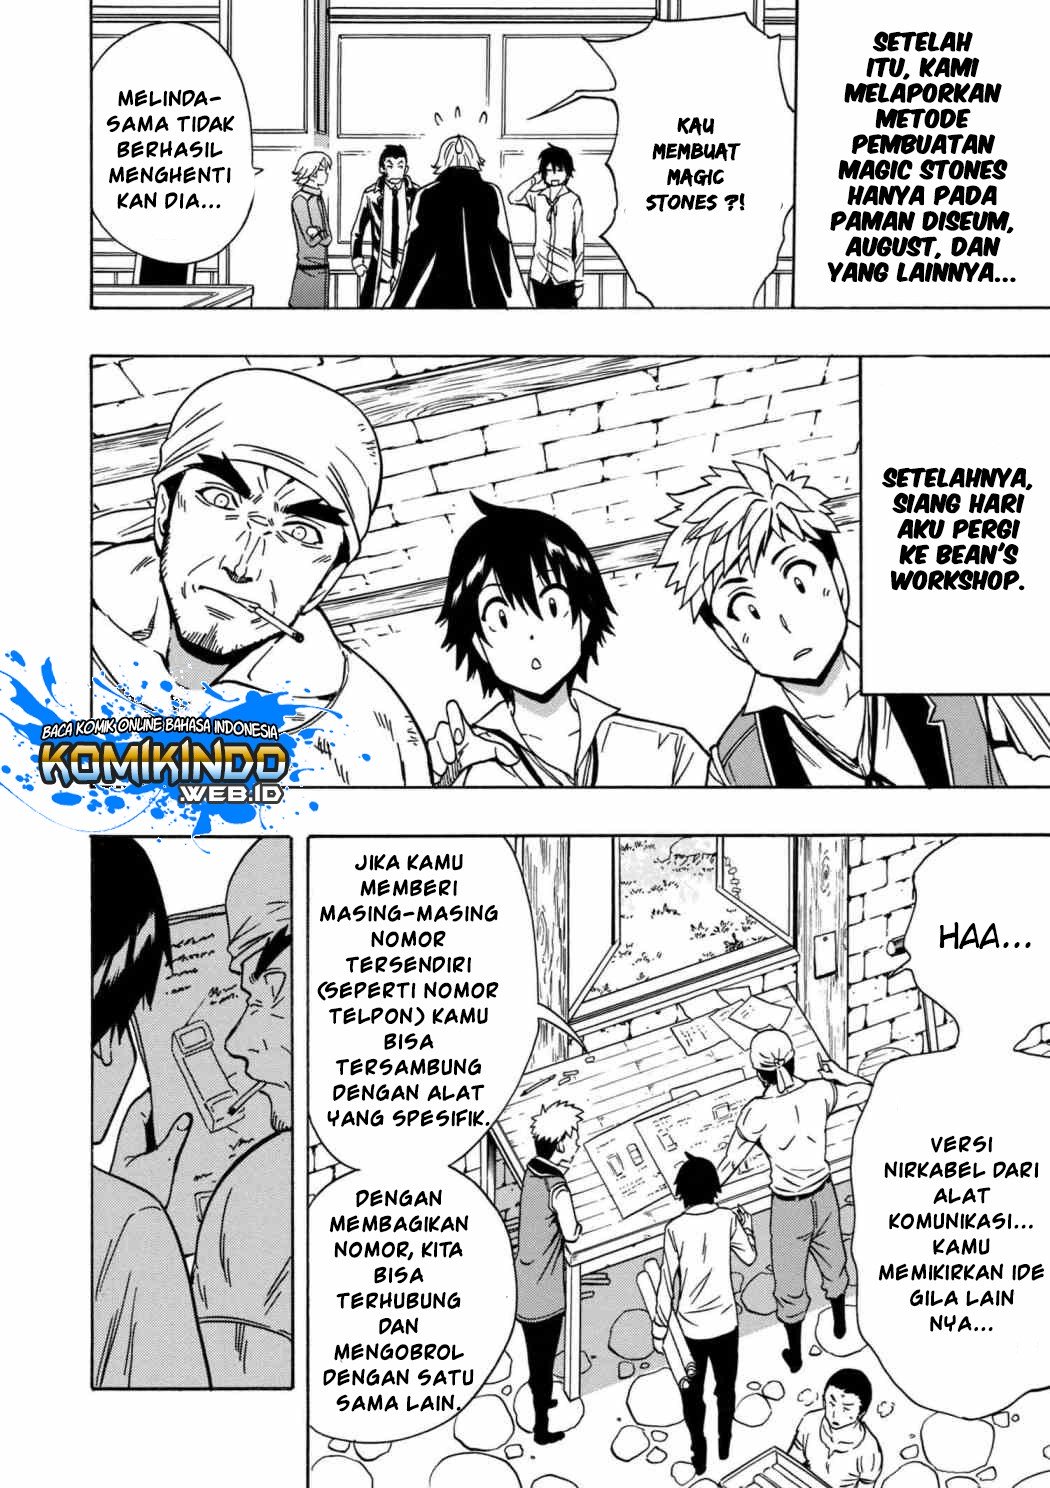 SETELAH
ITU, KAMI
MELAPORKAN
METODE
PEMBUATAN
MAGIC STONES
HANYA PADA
PAMAN DISEUM,
AUGUST, DAN
YANG LAINNYA...
KAU
MEMBUAT
MAGIC
STONES ?!
MELINDA-
SAMA TIDAK
BERHASIL
MENGHENTI
KAN DIA...
SETELAHNYA,
SIANG HARI
AKU PERGI
KE BEAN'S
WORKSHOP.
BACA KOMIK ONLINE BAHASA INDONESIA
KOMIKINDO
.WEB.ID
HAA...
VERSI
NIRKABEL DARI
ALAT
KOMUNIKASI...
KAMU
MEMIKIRKAN IDE
GILA LAIN
NYA...
JIKA KAMU
MEMBERI
MASING-MASING
NOMOR
TERSENDIRI
(SEPERTI NOMOR
TELPON) KAMU
BISA
TERSAMBUNG
DENGAN ALAT
YANG SPESIFIK.
DENGAN
MEMBAGIKAN
NOMOR, KITA
BISA
TERHUBUNG
DAN
MENGOBROL
DENGAN SATU
SAMA LAIN.